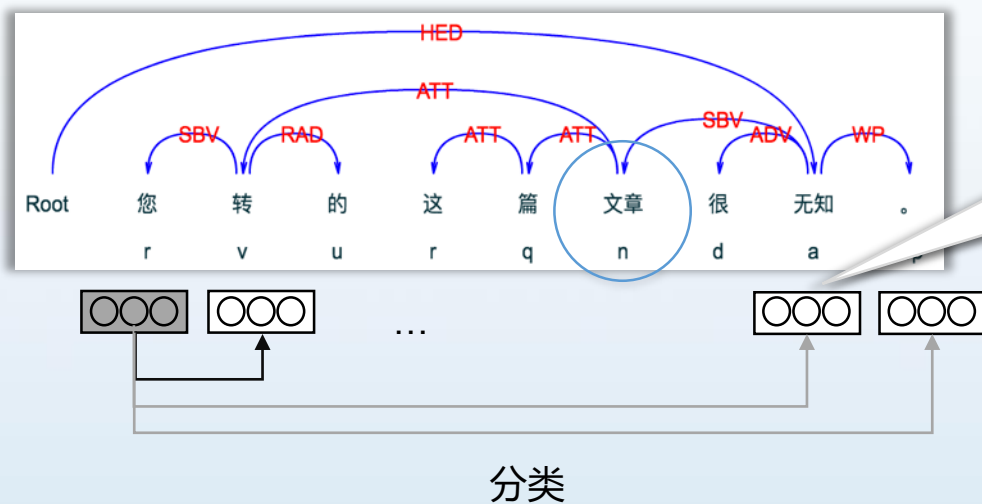 HED
ATT
SBV
SBV RAD ATT ATT ADV WP
Root 您 转 的 这 篇 文章 很 无知 。
r v u r q n d a
…
分类